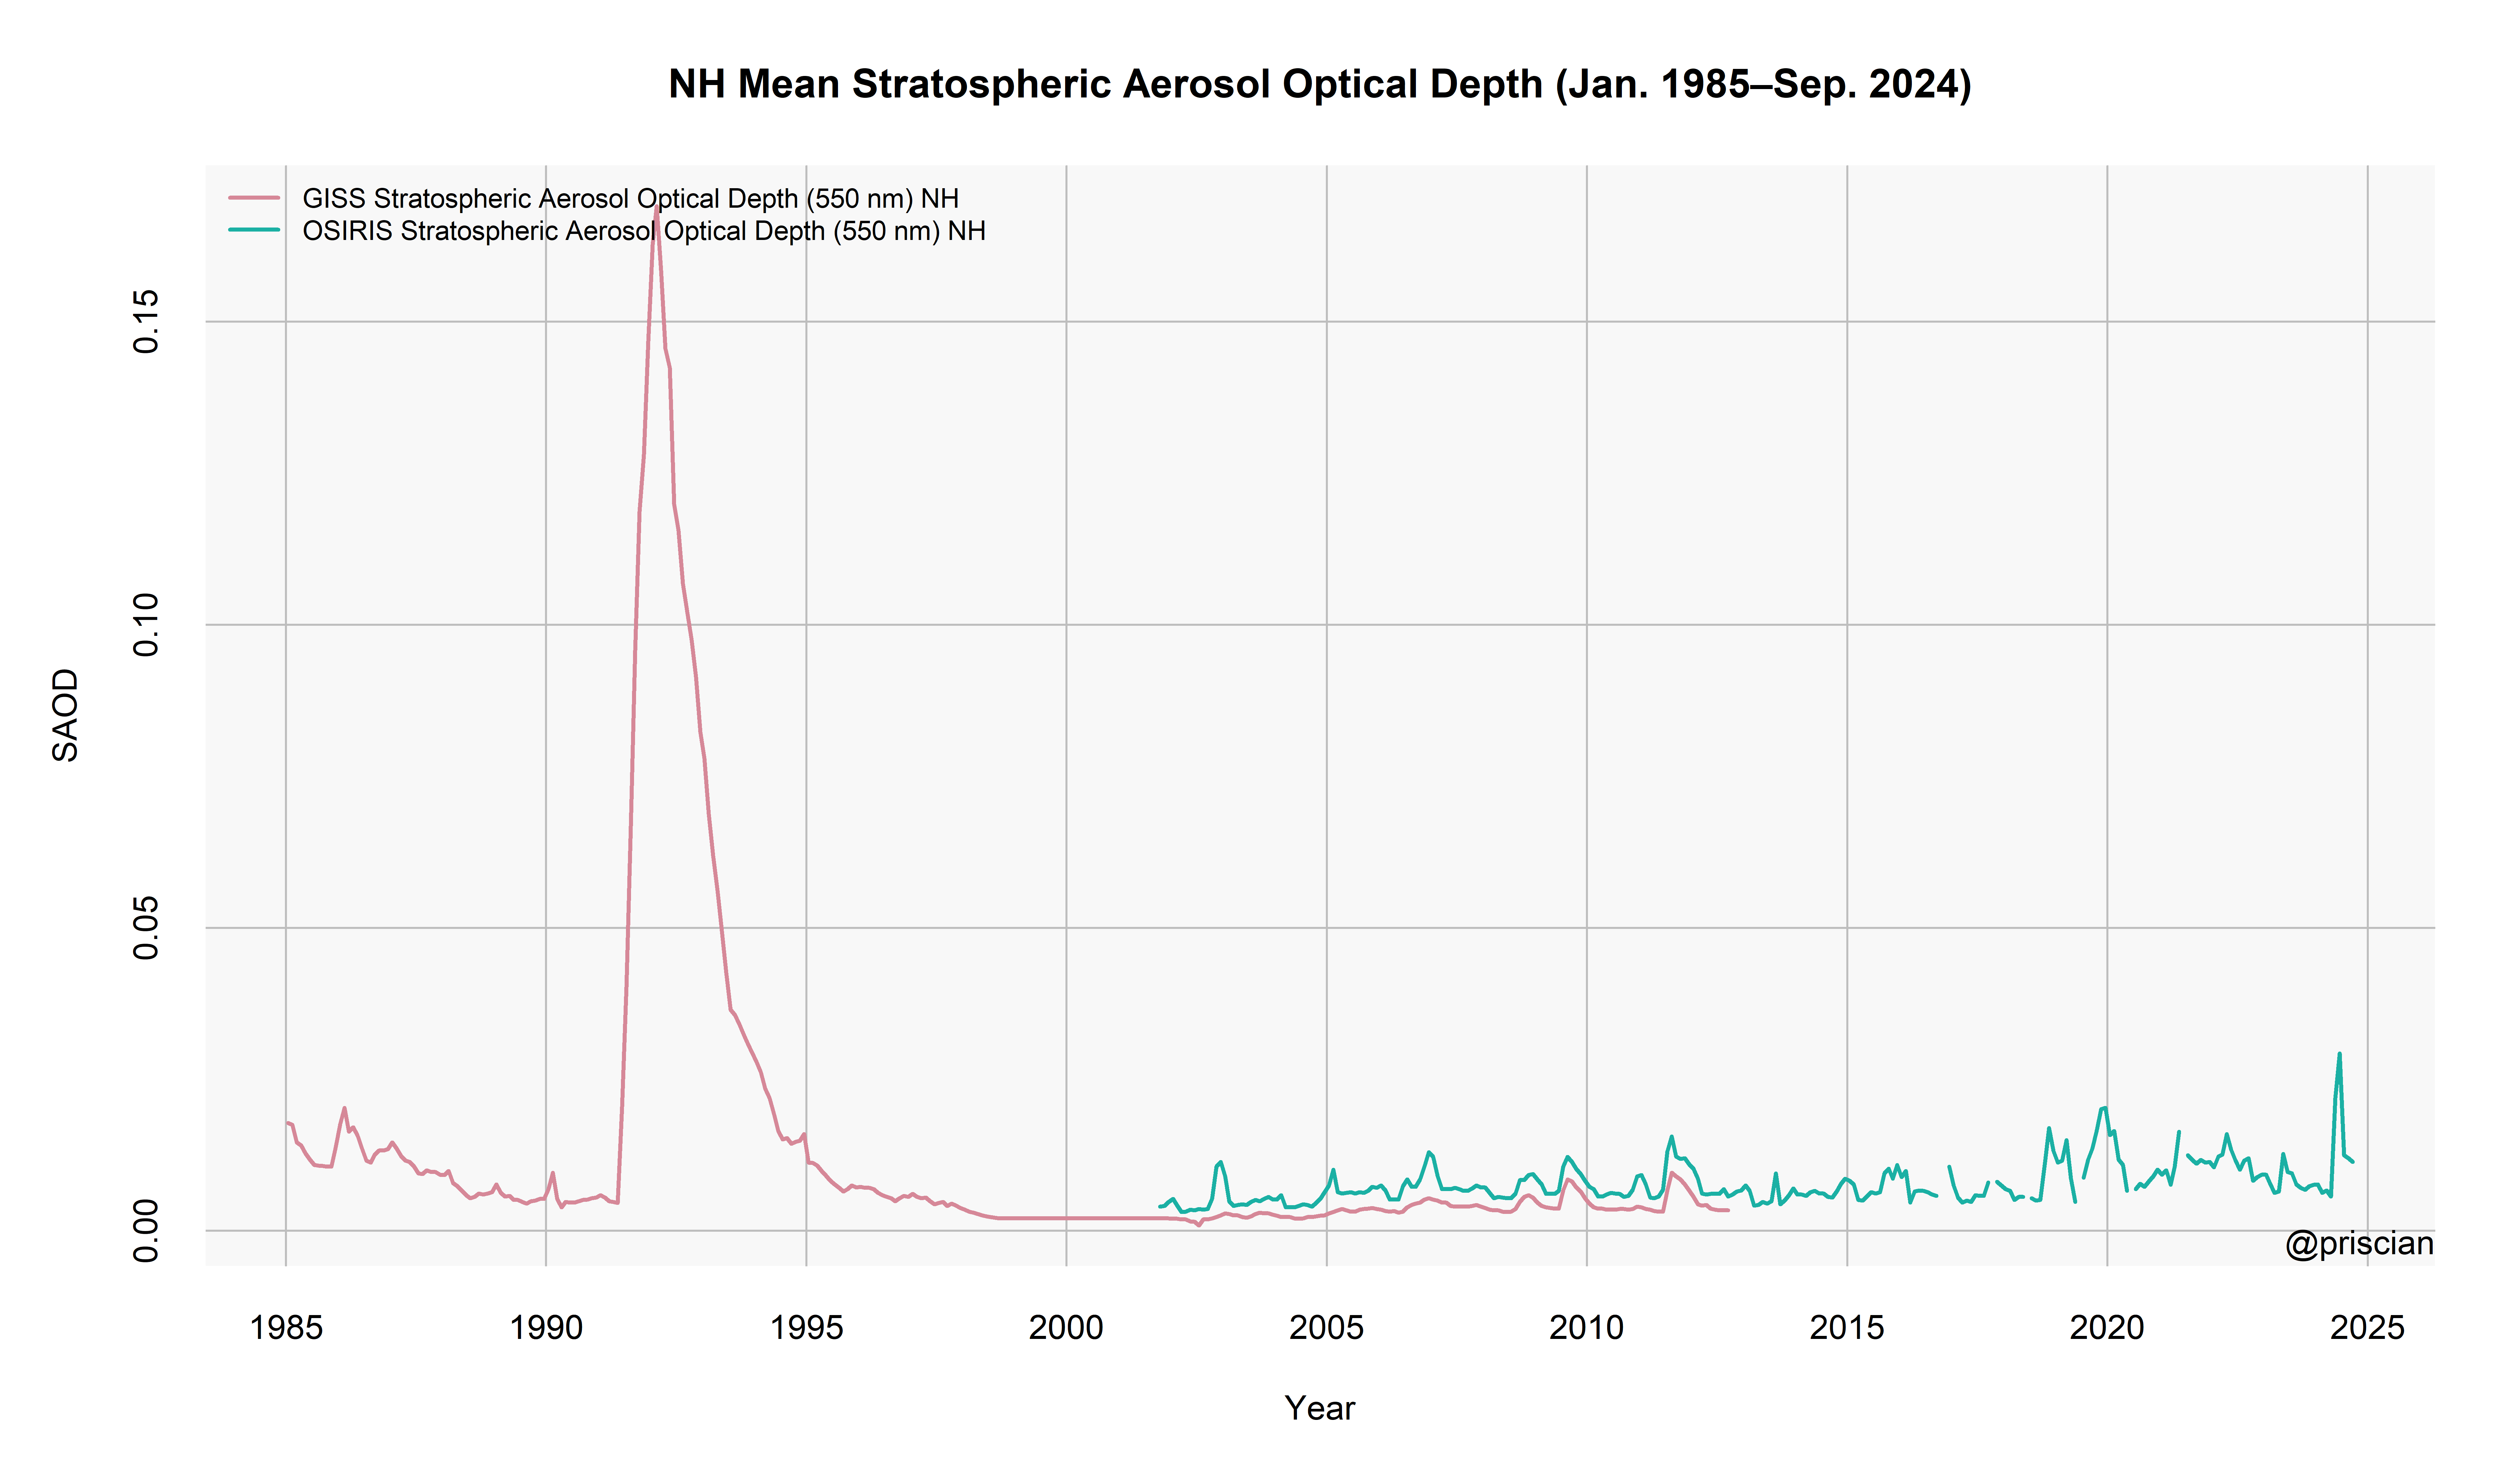 NH Mean Stratospheric Aerosol Optical Depth (Jan. 1985–Sep. 2024)
GISS Stratospheric Aerosol Optical Depth (550 nm) NH
OSIRIS Stratospheric Aerosol Optical Depth (550 nm) NH
0.15
0.10
SAOD
0.05
0.00
@priscian
1985 1990 1995 2000 2005 2010 2015 2020 2025
Year